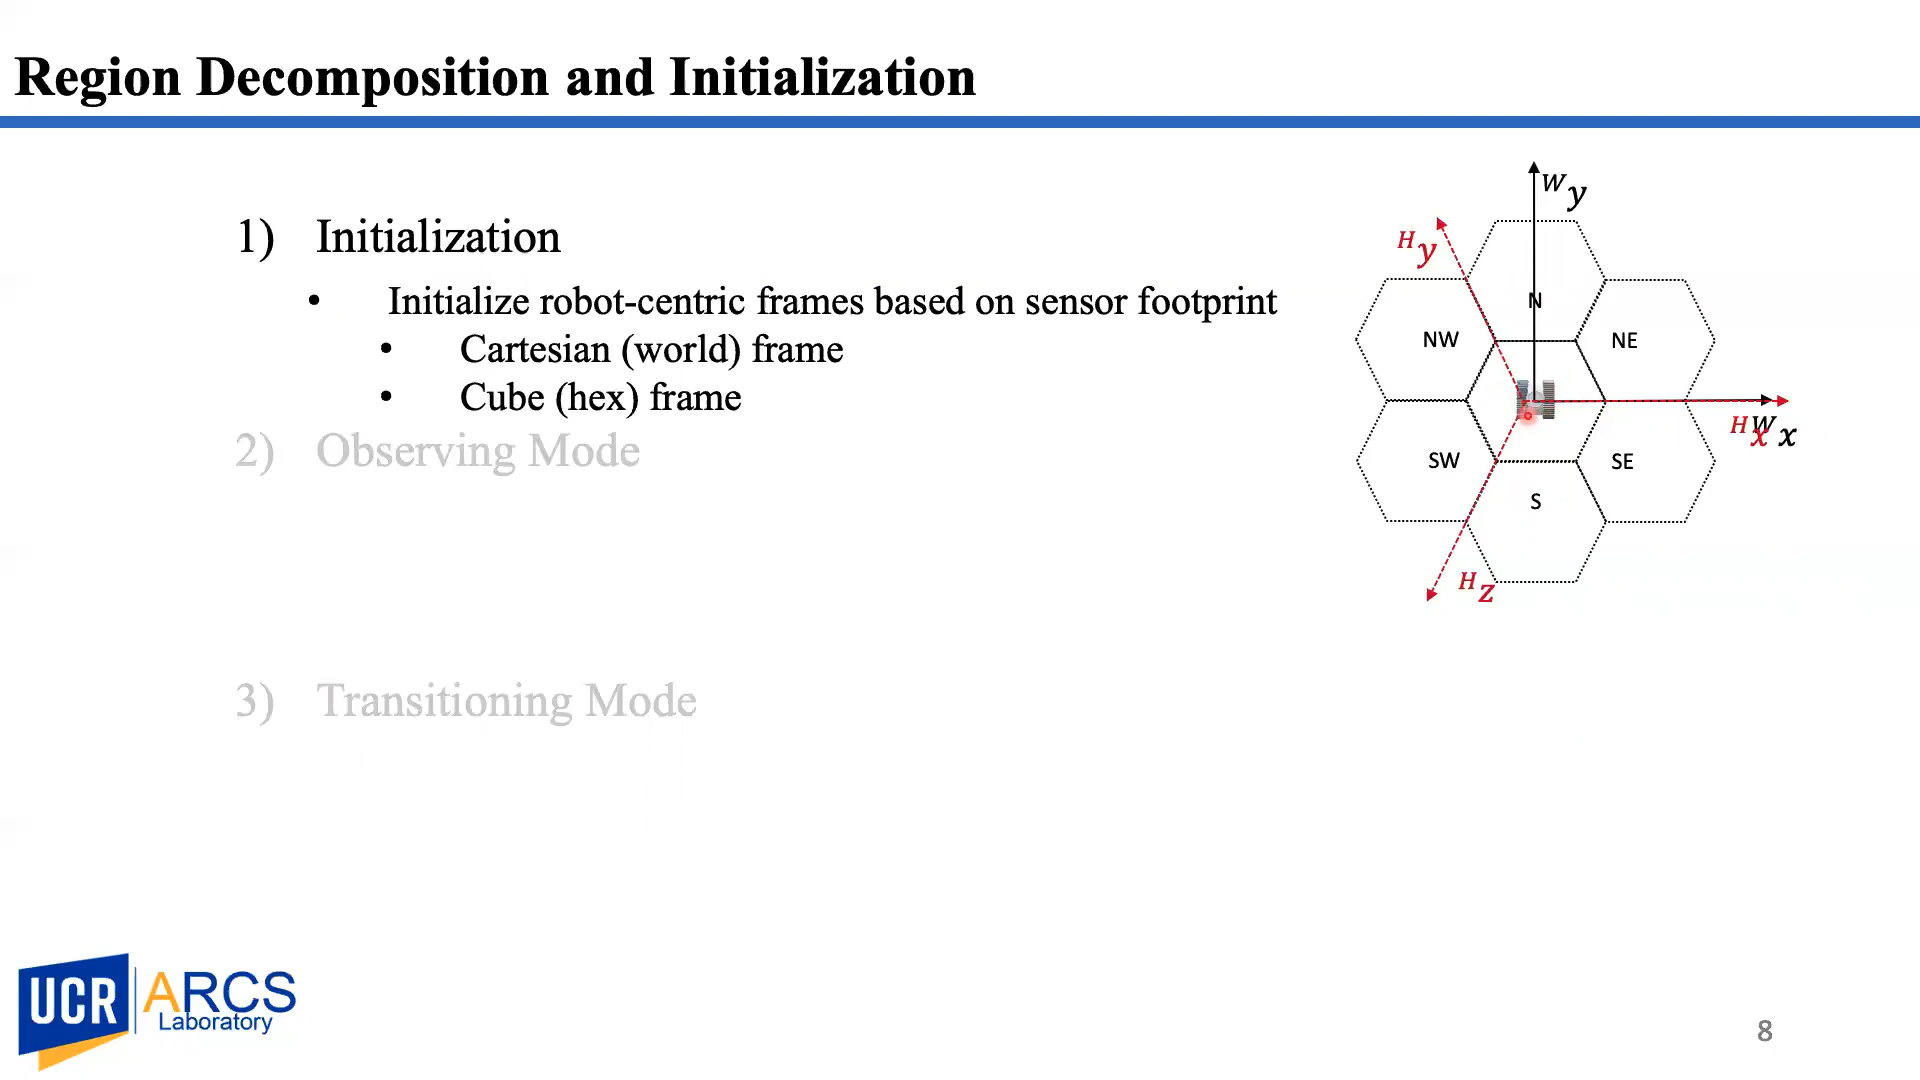 Region Decomposition and Initialization
1) Initialization
• Initialize robot-centric frames based on sensor footprint
• Cartesian (world) frame
• Cube (hex) frame
2) Observing Mode
3) Transitioning Mode
W y
H y
N
NW
NE
H x W x
SW
SE
S
H z
UCR ARCS
Laboratory
8